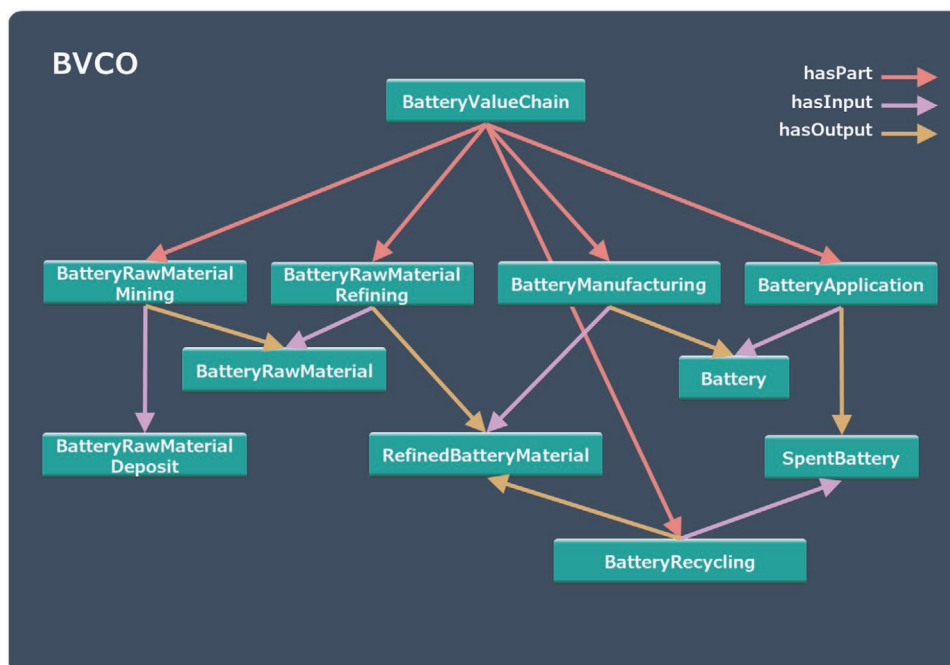 BVCO
hasPart
hasInput
hasOutput
BatteryValueChain
BatteryRawMaterial
Mining
BatteryRawMaterial
Refining
BatteryManufacturing
BatteryApplication
BatteryRawMaterial
Battery
BatteryRawMaterial
Deposit
RefinedBatteryMaterial
SpentBattery
BatteryRecycling